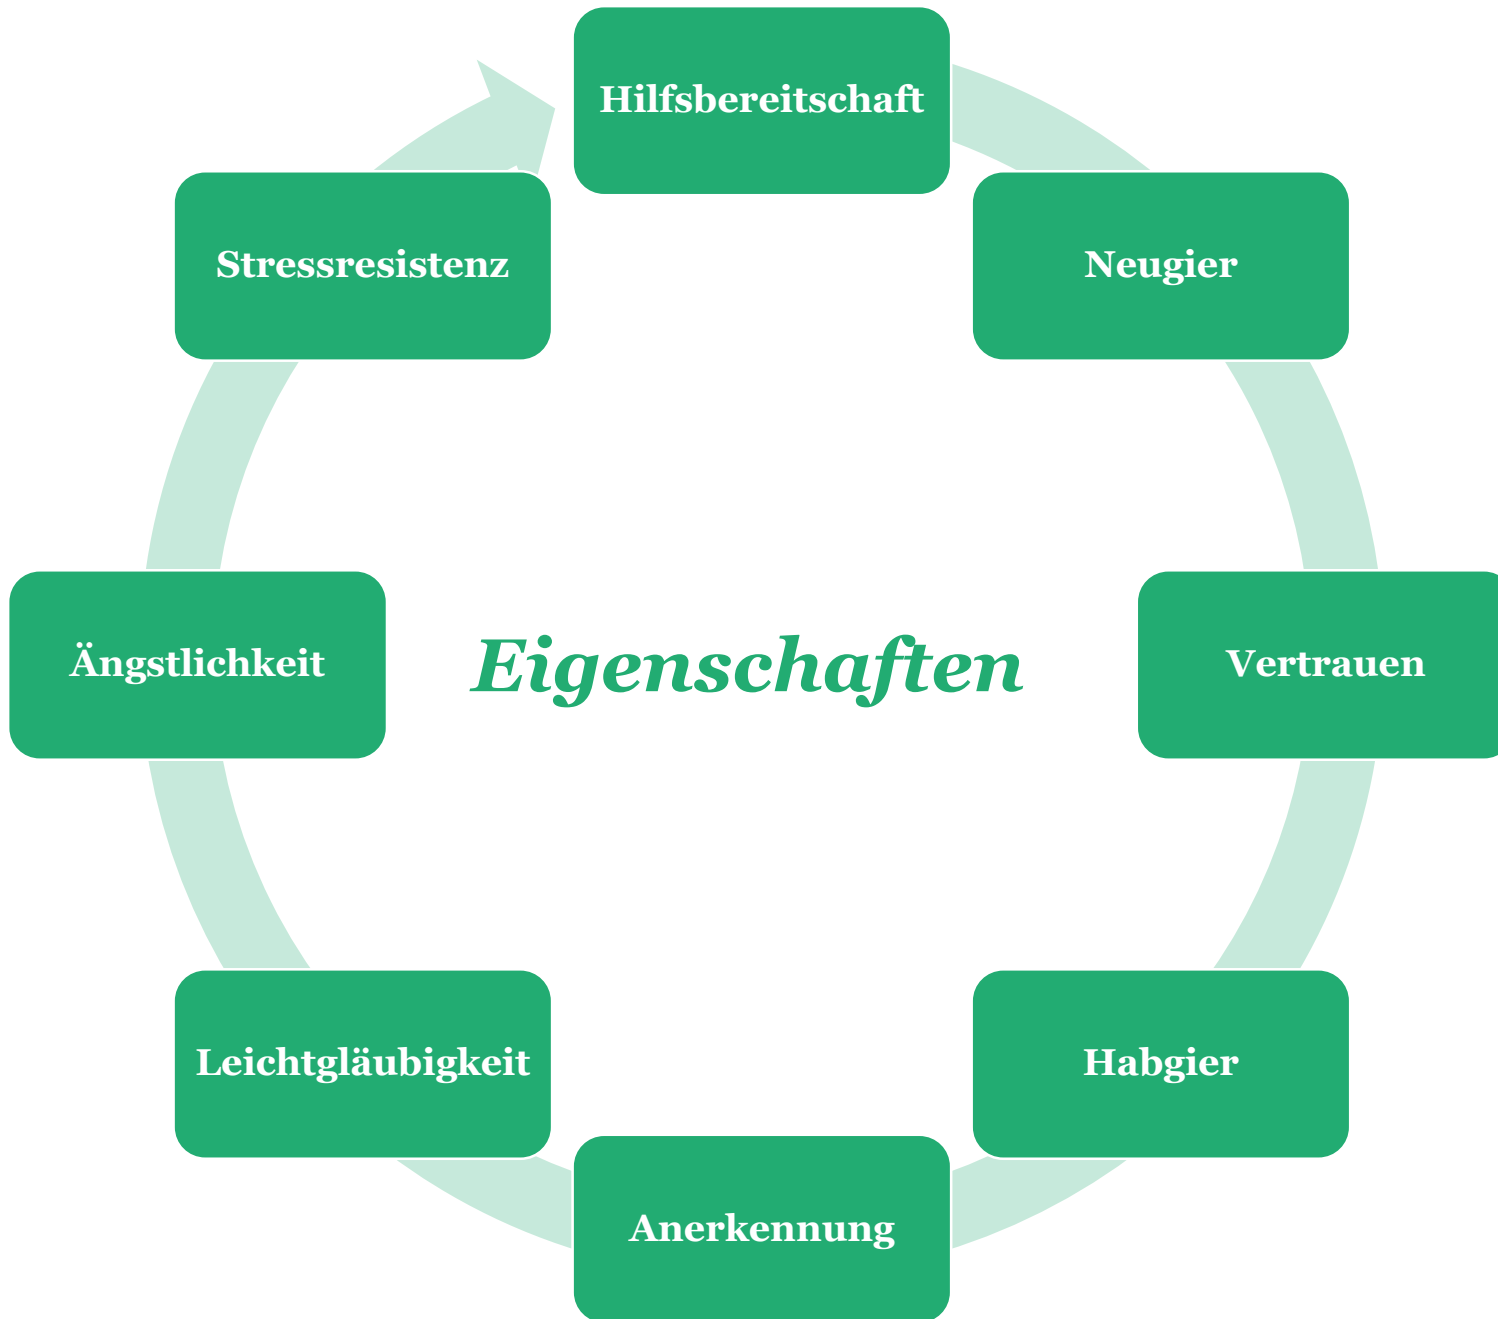 Hilfsbereitschaft
Neugier
Vertrauen
Habgier
Anerkennung
Leichtgläubigkeit
Ängstlichkeit
Stressresistenz
Eigenschaften